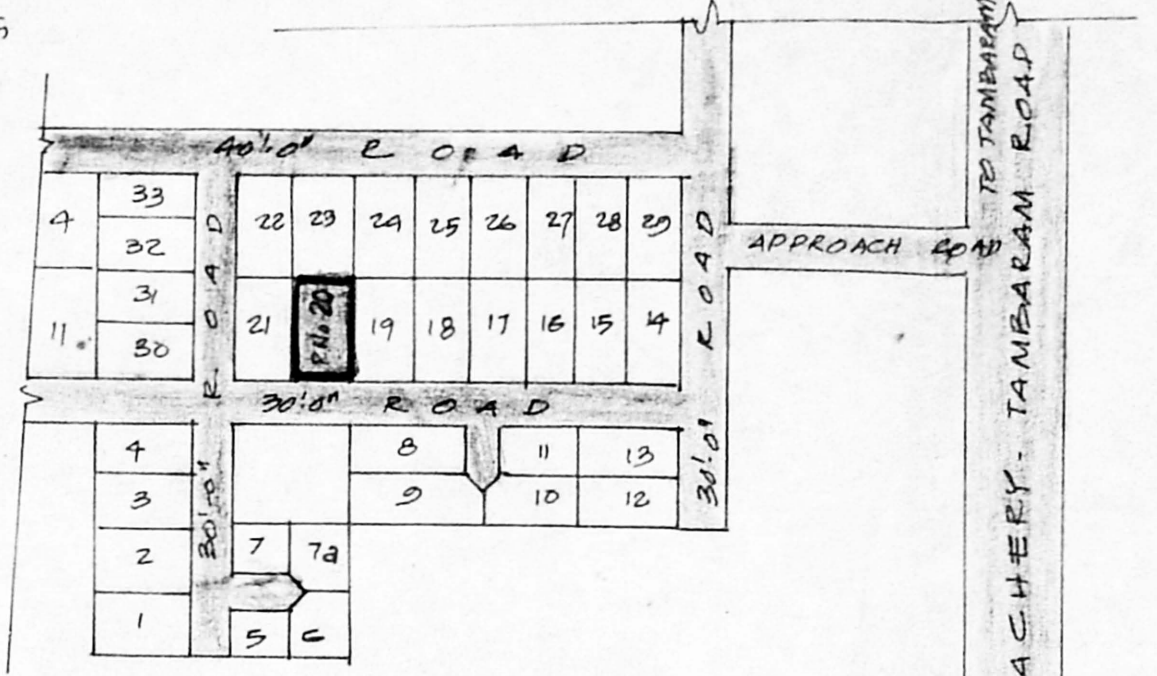 40'-0" ROAD
33
32
31
30
4
11
22 23 24 25 26 27 28 29
21 P.No. 20 19 18 17 16 15 14
ROAD
30'-0"
30'-0" ROAD
ROAD
30'-0"
APPROACH ROAD
TO TAMBARAM
ACHERY - TAMBARAM ROAD
4
3
2
1
8
9
11
10
13
12
7 7a
5 6